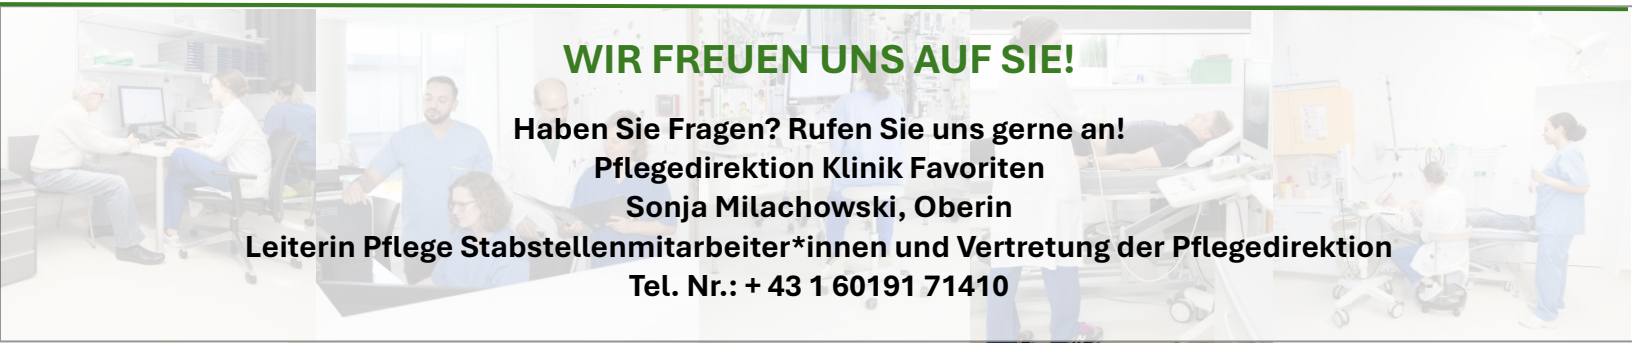 WIR FREUEN UNS AUF SIE!
Haben Sie Fragen? Rufen Sie uns gerne an!
Pflegedirektion Klinik Favoriten
Sonja Milachowski, Oberin
Leiterin Pflege Stabstellenmitarbeiter*innen und Vertretung der Pflegedirektion
Tel. Nr.: + 43 1 60191 71410